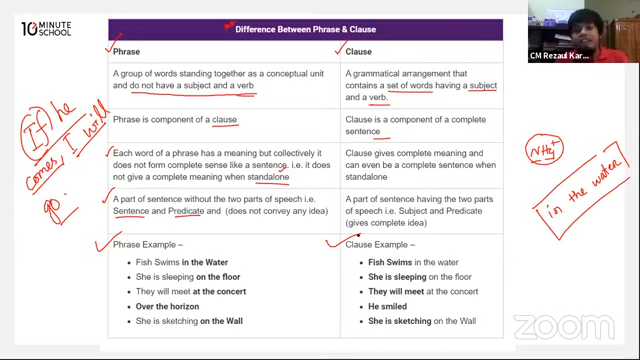 10 MINUTE
SCHOOL
Difference Between Phrase & Clause
Phrase
Clause
A group of words standing together as a conceptual unit
and do not have a subject and a verb
A grammatical arrangement that
contains a set of words having a subject
and a verb.
Phrase is component of a clause
Clause is a component of a complete
sentence
Each word of a phrase has a meaning but collectively it
does not form complete sense like a sentence. i.e. it does
not give a complete meaning when standalone
Clause gives complete meaning and
can even be a complete sentence when
standalone
A part of sentence without the two parts of speech i.e.
Sentence and Predicate and (does not convey any idea)
A part of sentence having the two parts
of speech i.e. Subject and Predicate
(gives complete idea)
Phrase Example –
• Fish Swims in the Water
• She is sleeping on the floor
• They will meet at the concert
• Over the horizon
• She is sketching on the Wall
Clause Example –
• Fish Swims in the water
• She is sleeping on the floor
• They will meet at the concert
• He smiled
• She is sketching on the Wall
If he
comes, I will
go.
NH4+
in the water
CM Rezaul Kar...
zoom